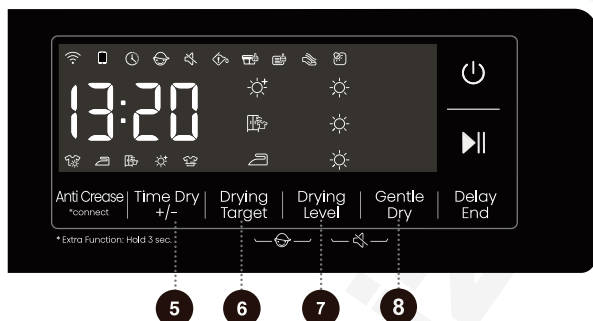 13:20
Anti Crease Time Dry Drying Drying Gentle Delay
*connect +/- Target Level Dry End
* Extra Function: Hold 3 sec.
5 6 7 8